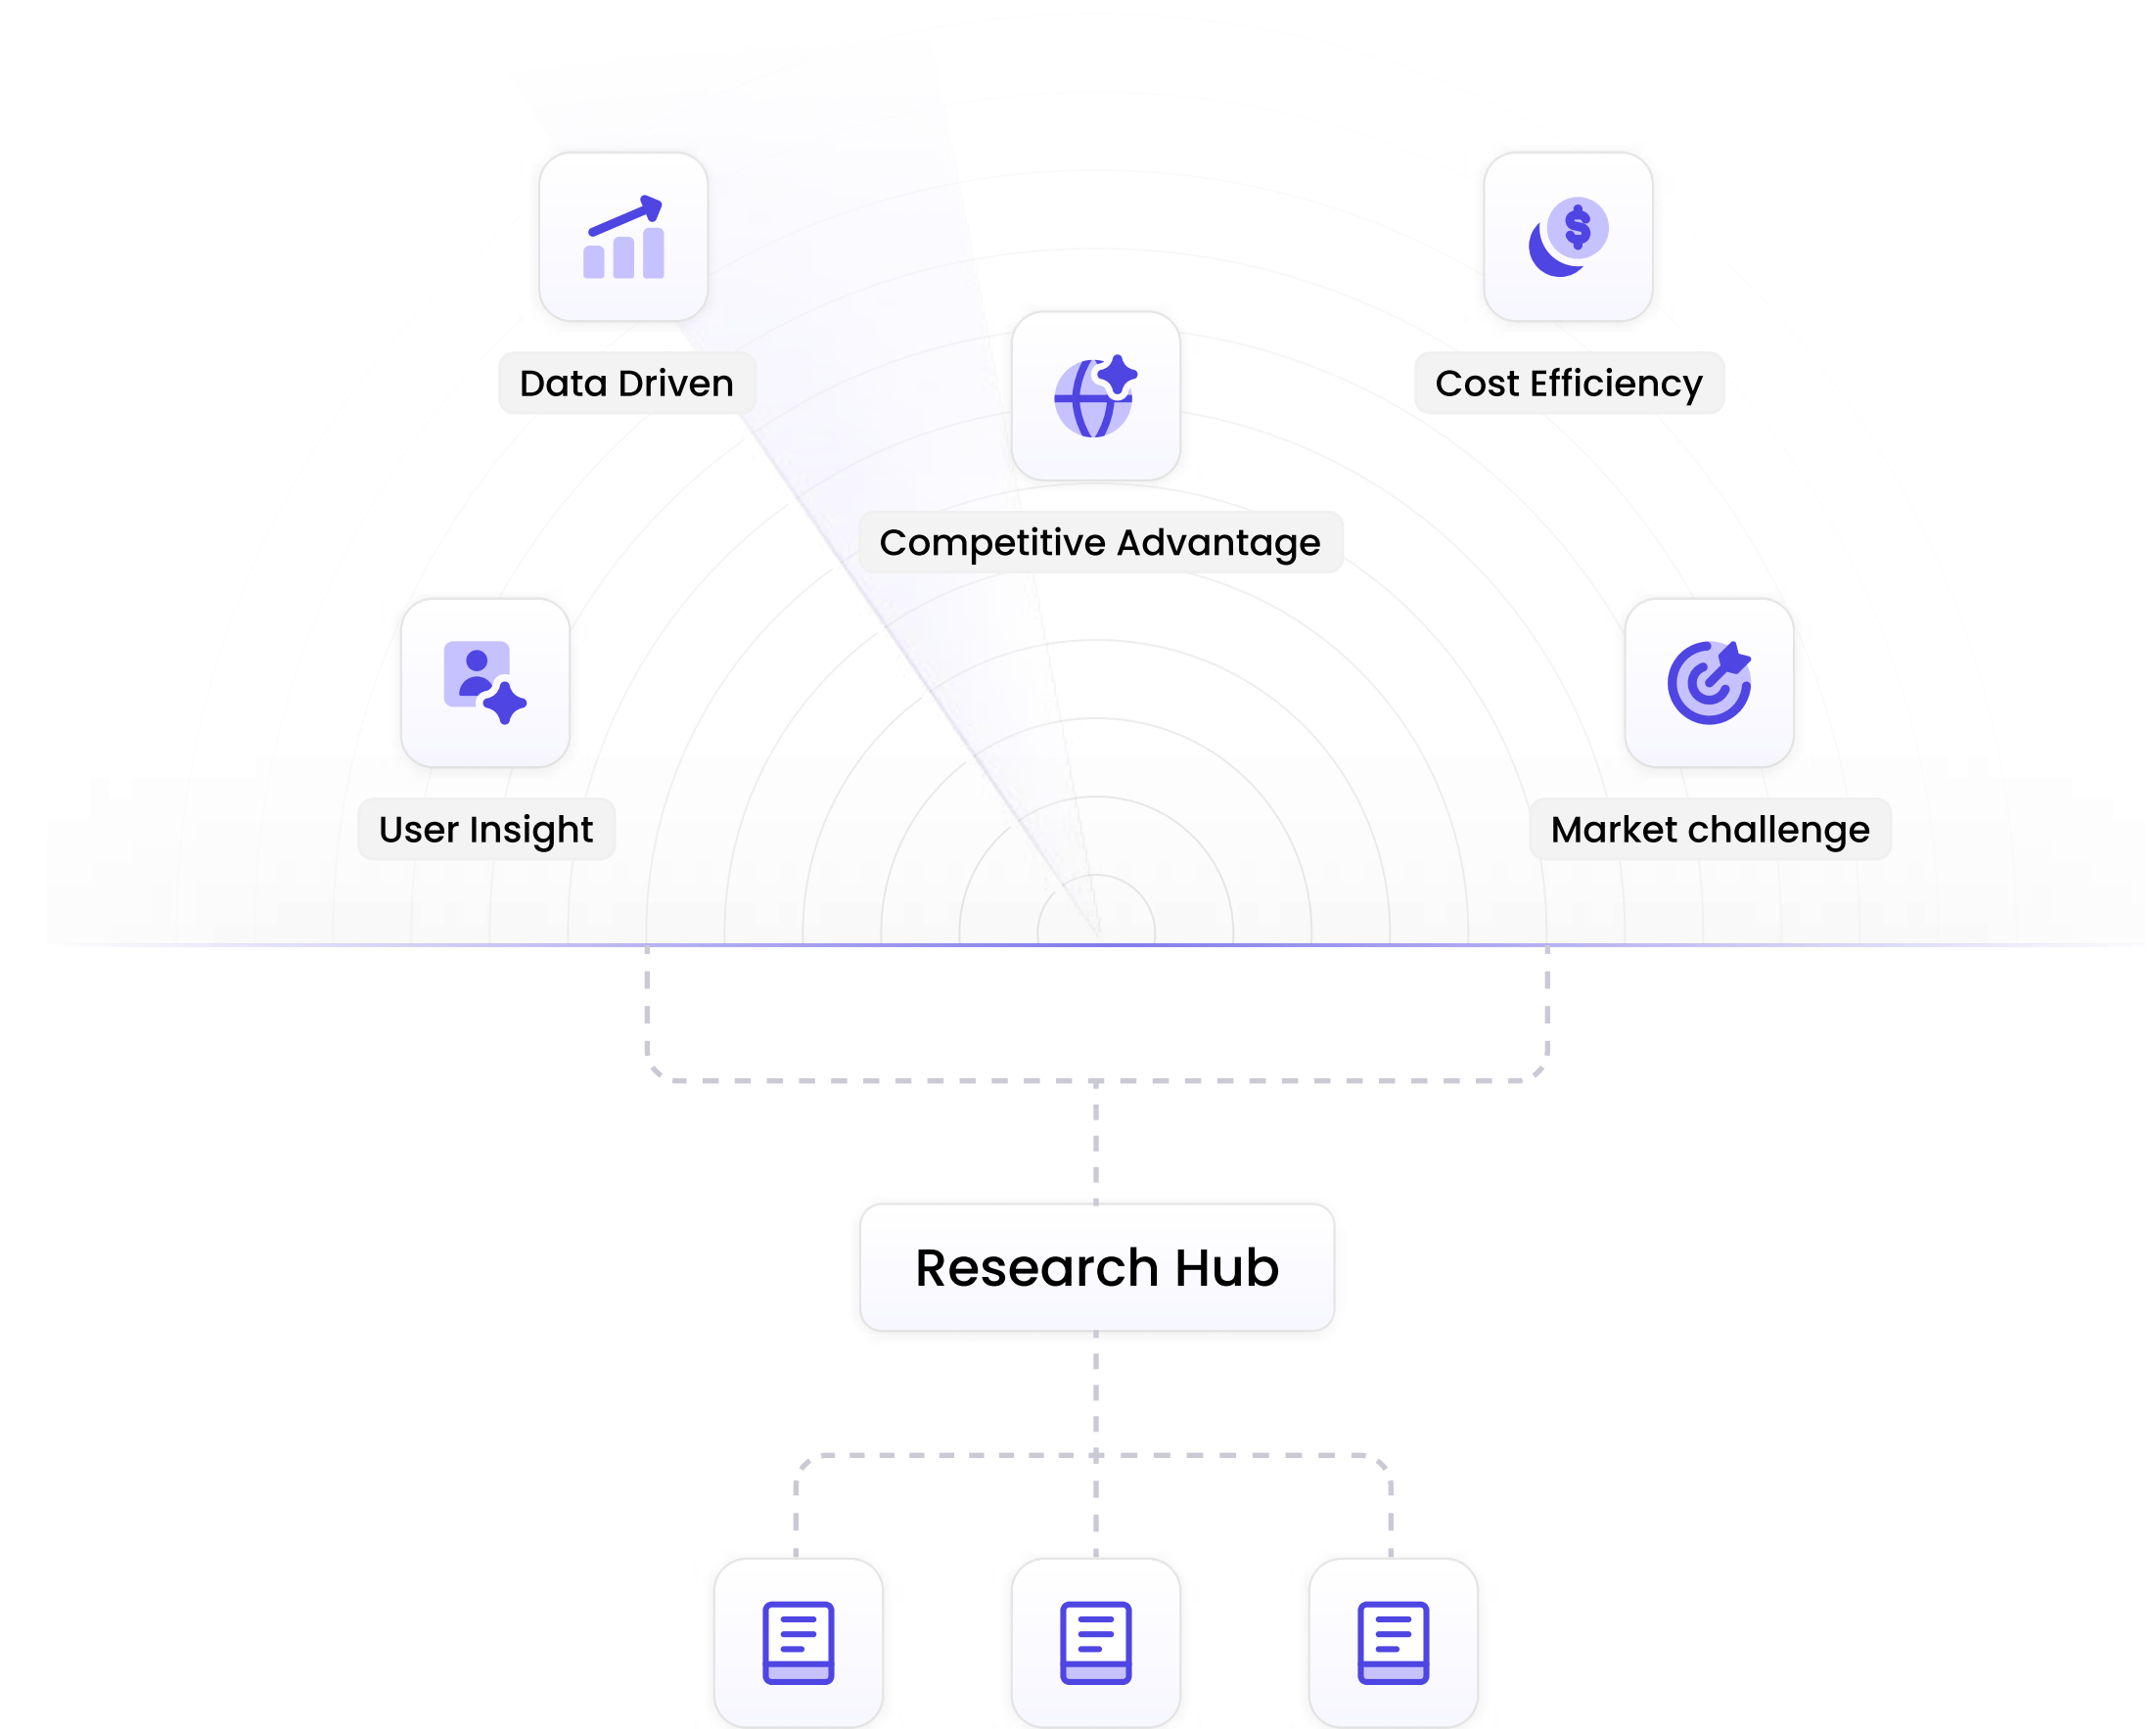 Data Driven
Cost Efficiency
Competitive Advantage
User Insight
Market challenge
Research Hub